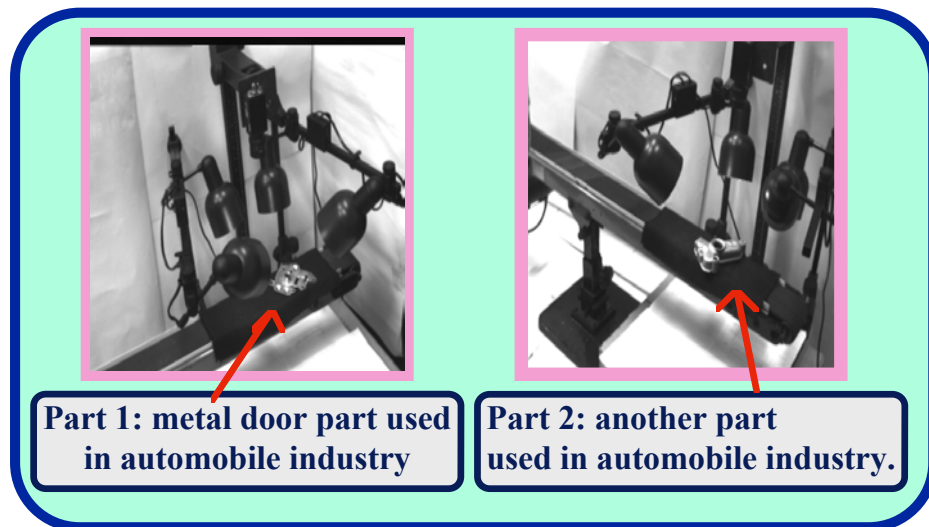 Part 1: metal door part used
in automobile industry
Part 2: another part
used in automobile industry.